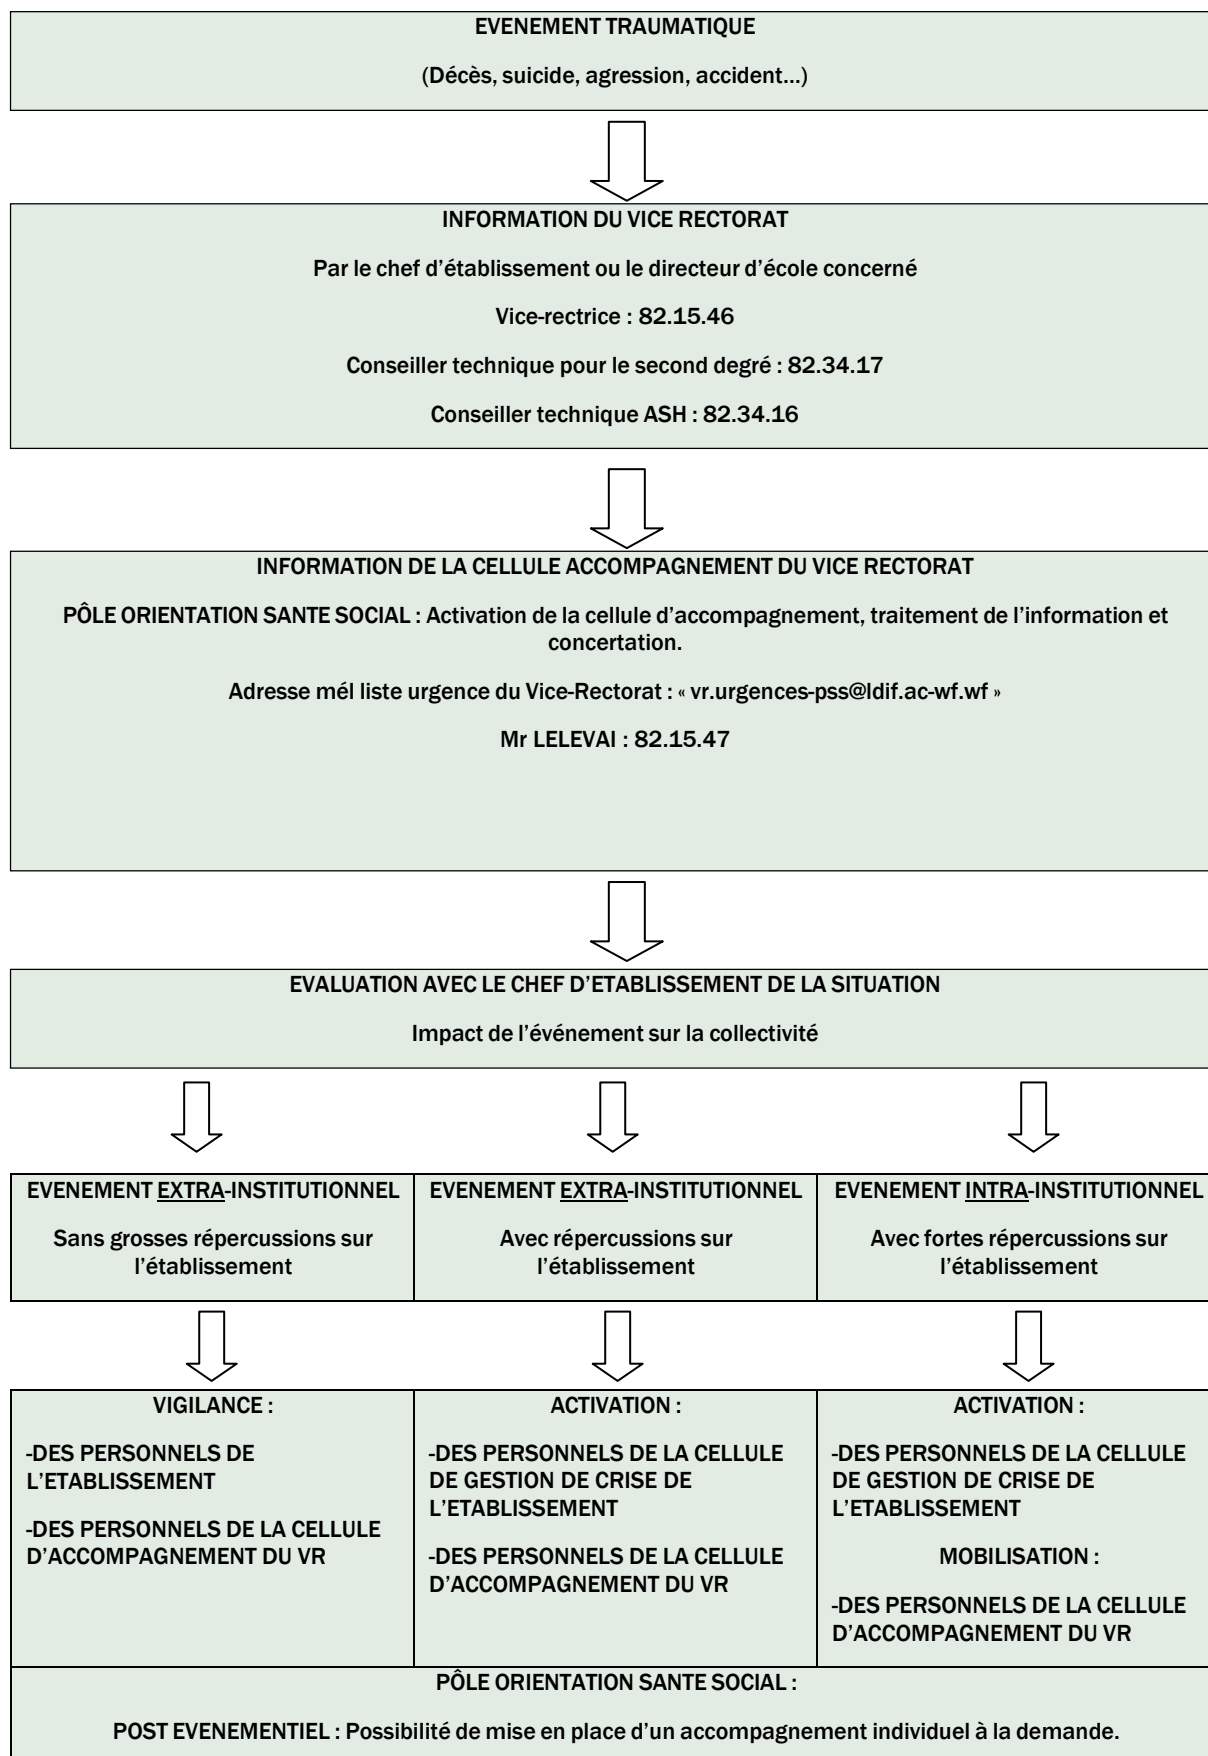 EVENEMENT TRAUMATIQUE
(Décès, suicide, agression, accident…)
INFORMATION DU VICE RECTORAT
Par le chef d’établissement ou le directeur d’école concerné
Vice-rectrice : 82.15.46
Conseiller technique pour le second degré : 82.34.17
Conseiller technique ASH : 82.34.16
INFORMATION DE LA CELLULE ACCOMPAGNEMENT DU VICE RECTORAT
PÔLE ORIENTATION SANTE SOCIAL : Activation de la cellule d’accompagnement, traitement de l’information et
concertation.
Adresse mél liste urgence du Vice-Rectorat : « vr.urgences-pss@ldif.ac-wf.wf »
Mr LELEVAI : 82.15.47
EVALUATION AVEC LE CHEF D’ETABLISSEMENT DE LA SITUATION
Impact de l’événement sur la collectivité
EVENEMENT EXTRA-INSTITUTIONNEL
Sans grosses répercussions sur
l’établissement
EVENEMENT EXTRA-INSTITUTIONNEL
Avec répercussions sur
l’établissement
EVENEMENT INTRA-INSTITUTIONNEL
Avec fortes répercussions sur
l’établissement
VIGILANCE :
-DES PERSONNELS DE
L’ETABLISSEMENT
-DES PERSONNELS DE LA CELLULE
D’ACCOMPAGNEMENT DU VR
ACTIVATION :
-DES PERSONNELS DE LA CELLULE
DE GESTION DE CRISE DE
L’ETABLISSEMENT
-DES PERSONNELS DE LA CELLULE
D’ACCOMPAGNEMENT DU VR
ACTIVATION :
-DES PERSONNELS DE LA CELLULE
DE GESTION DE CRISE DE
L’ETABLISSEMENT
MOBILISATION :
-DES PERSONNELS DE LA CELLULE
D’ACCOMPAGNEMENT DU VR
PÔLE ORIENTATION SANTE SOCIAL :
POST EVENEMENTIEL : Possibilité de mise en place d’un accompagnement individuel à la demande.